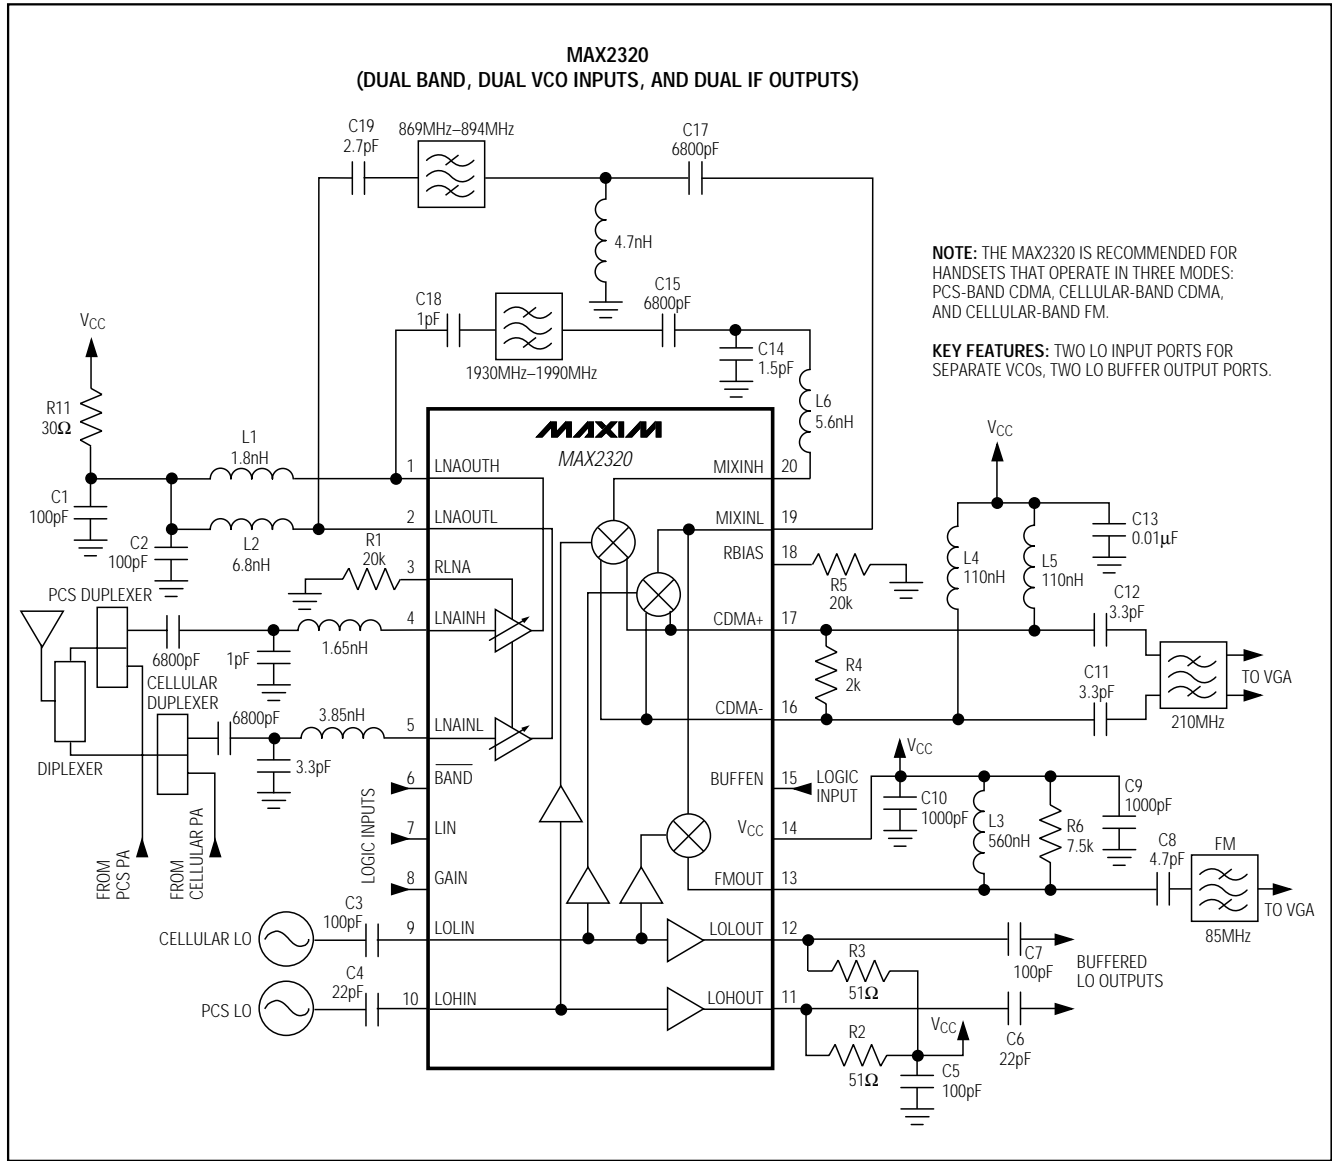 MAX2320
(DUAL BAND, DUAL VCO INPUTS, AND DUAL IF OUTPUTS)
C19
2.7pF
869MHz–894MHz
C17
6800pF
4.7nH
NOTE: THE MAX2320 IS RECOMMENDED FOR
HANDSETS THAT OPERATE IN THREE MODES:
PCS-BAND CDMA, CELLULAR-BAND CDMA,
AND CELLULAR-BAND FM.
KEY FEATURES: TWO LO INPUT PORTS FOR
SEPARATE VCOs, TWO LO BUFFER OUTPUT PORTS.
C18
1pF
1930MHz–1990MHz
C15
6800pF
C14
1.5pF
L6
5.6nH
VCC
R11
30Ω
C1
100pF
L1
1.8nH
C2
100pF
L2
6.8nH
R1
20k
MAXIM
MAX2320
1 LNAOUTH
2 LNAOUTL
3 RLNA
4 LNAINH
5 LNAINL
6 BAND
7 LIN
8 GAIN
9 LOLIN
10 LOHIN
MIXINH 20
MIXINL 19
RBIAS 18
CDMA+ 17
CDMA- 16
BUFFEN 15
VCC 14
FMOUT 13
LOLOUT 12
LOHOUT 11
PCS DUPLEXER
6800pF
1pF
1.65nH
CELLULAR
DUPLEXER
6800pF
3.85nH
3.3pF
DIPLEXER
FROM
PCS PA
FROM
CELLULAR PA
LOGIC INPUTS
C3
100pF
CELLULAR LO
C4
22pF
PCS LO
R5
20k
VCC
L4
110nH
L5
110nH
C13
0.01µF
R4
2k
C12
3.3pF
C11
3.3pF
210MHz
TO VGA
LOGIC
INPUT
VCC
C10
1000pF
L3
560nH
R6
7.5k
C9
1000pF
C8
4.7pF
FM
85MHz
TO VGA
R3
51Ω
C7
100pF
BUFFERED
LO OUTPUTS
R2
51Ω
VCC
C6
22pF
C5
100pF